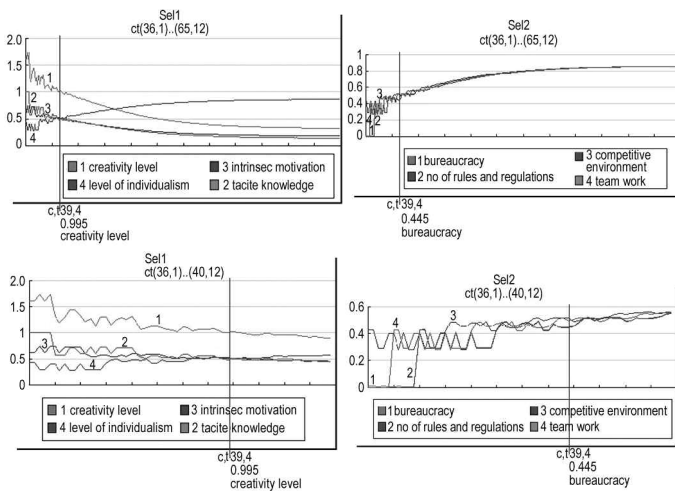 Sel1
ct(36,1)..(65,12)
2.0
1.5
1.0
0.5
0
1
2
3
4
1 creativity level
3 intrinsec motivation
4 level of individualism
2 tacite knowledge
c,t39,4
0.995
creativity level
Sel2
ct(36,1)..(65,12)
1
0.8
0.6
0.4
0.2
0
3
4
2
1
1 bureaucracy
2 no of rules and regulations
3 competitive
environment
4 team work
c,t39,4
0.445
bureaucracy
Sel1
ct(36,1)..(40,12)
2.0
1.5
1.0
0.5
0
1
3
2
4
1 creativity level
3 intrinsec motivation
4 level of individualism
2 tacite knowledge
c,t39,4
0.995
creativity level
Sel2
ct(36,1)..(40,12)
0.6
0.4
0.2
0
4
3
1
2
1 bureaucracy
3 competitive environment
2 no of rules and regulations
4 team work
c,t39,4
0.445
bureaucracy